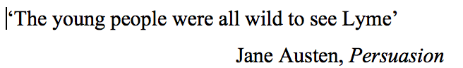 ‘The young people were all wild to see Lyme’
Jane Austen, Persuasion